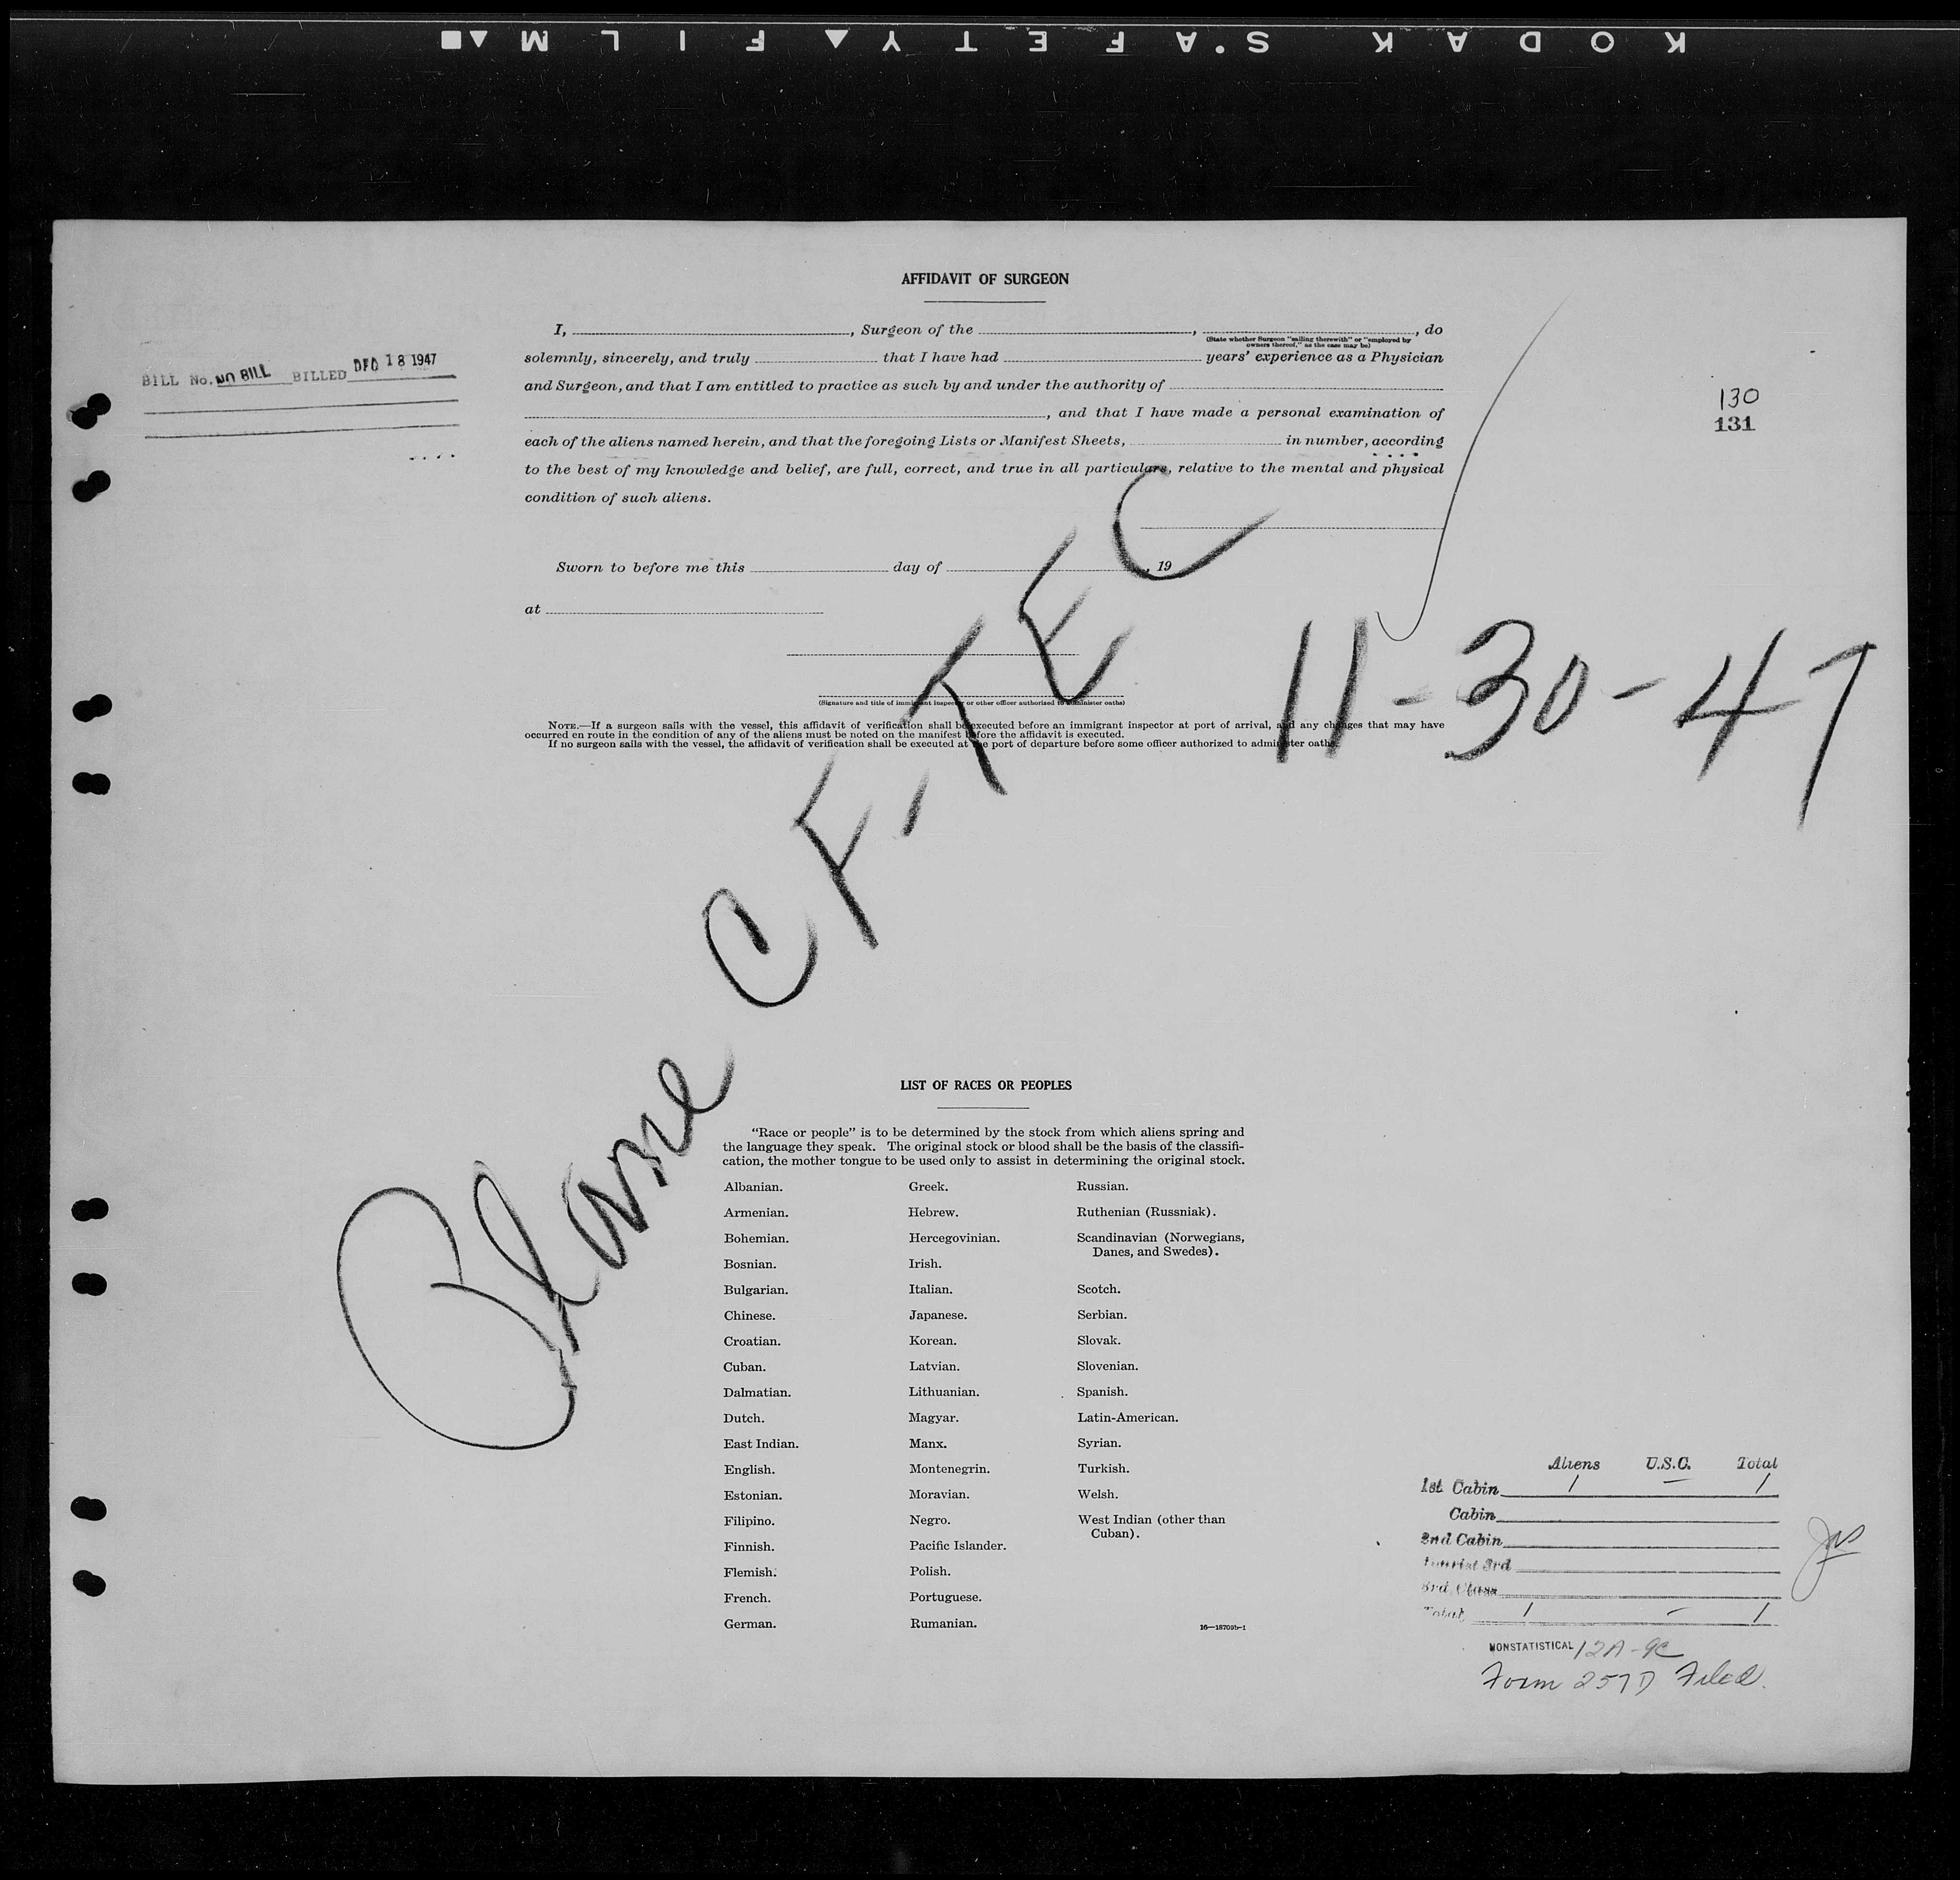 KODAK S.AFETY FILM
AFFIDAVIT OF SURGEON
I, , Surgeon of the , , do
(State whether Surgeon "sailing therewith" or "employed by
owners thereof," as the case may be)
solemnly, sincerely, and truly that I have had years' experience as a Physician
and Surgeon, and that I am entitled to practice as such by and under the authority of
, and that I have made a personal examination of
each of the aliens named herein, and that the foregoing Lists or Manifest Sheets, in number, according
to the best of my knowledge and belief, are full, correct, and true in all particulars, relative to the mental and physical
condition of such aliens.
BILL No. NO BILL BILLED DEC 18 1947
130
131
Sworn to before me this day of , 19
at
(Signature and title of immigrant inspector or other officer authorized to administer oaths)
NOTE.—If a surgeon sails with the vessel, this affidavit of verification shall be executed before an immigrant inspector at port of arrival, and any changes that may have
occurred en route in the condition of any of the aliens must be noted on the manifest before the affidavit is executed.
If no surgeon sails with the vessel, the affidavit of verification shall be executed at the port of departure before some officer authorized to administer oaths.
Plane CF-TEC
11-30-47
LIST OF RACES OR PEOPLES
"Race or people" is to be determined by the stock from which aliens spring and
the language they speak. The original stock or blood shall be the basis of the classifi-
cation, the mother tongue to be used only to assist in determining the original stock.
Albanian. Greek. Russian.
Armenian. Hebrew. Ruthenian (Russniak).
Bohemian. Hercegovinian. Scandinavian (Norwegians,
Danes, and Swedes).
Bosnian. Irish.
Bulgarian. Italian. Scotch.
Chinese. Japanese. Serbian.
Croatian. Korean. Slovak.
Cuban. Latvian. Slovenian.
Dalmatian. Lithuanian. Spanish.
Dutch. Magyar. Latin-American.
East Indian. Manx. Syrian.
English. Montenegrin. Turkish.
Estonian. Moravian. Welsh.
Filipino. Negro. West Indian (other than
Cuban).
Finnish. Pacific Islander.
Flemish. Polish.
French. Portuguese.
German. Rumanian.
16—18709b-1
Aliens U.S.C. Total
1st Cabin 1 — 1
Cabin
2nd Cabin
Tourist 3rd
3rd Class
Total 1 — 1
NONSTATISTICAL 12A-9C
Form 257D Filed.